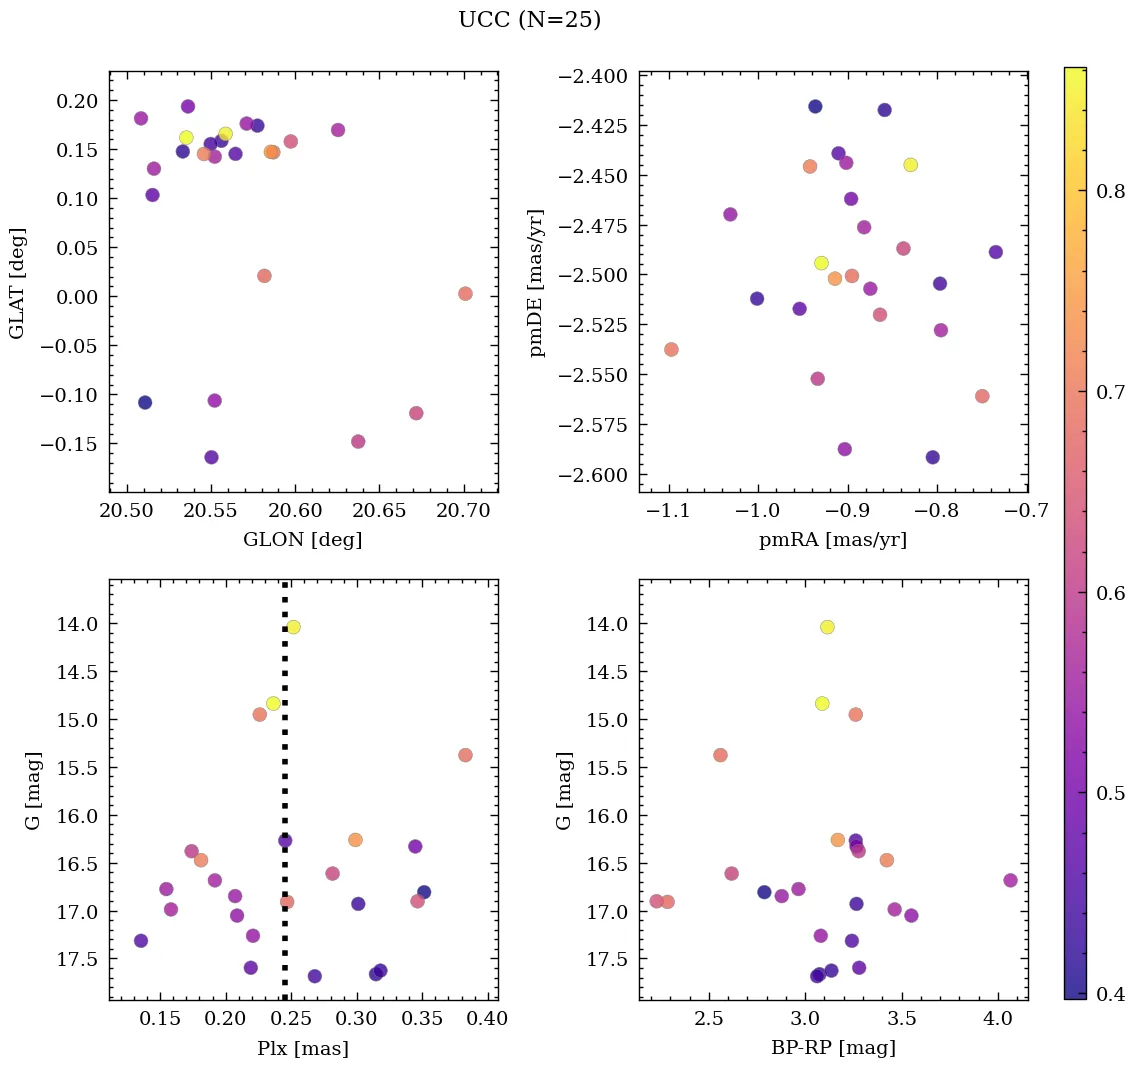 UCC (N=25)
0.20
0.15
0.10
0.05
0.00
−0.05
−0.10
−0.15
GLAT [deg]
20.50 20.55 20.60 20.65 20.70
GLON [deg]
−2.400
−2.425
−2.450
−2.475
−2.500
−2.525
−2.550
−2.575
−2.600
pmDE [mas/yr]
−1.1 −1.0 −0.9 −0.8 −0.7
pmRA [mas/yr]
14.0
14.5
15.0
15.5
16.0
16.5
17.0
17.5
G [mag]
0.15 0.20 0.25 0.30 0.35 0.40
Plx [mas]
14.0
14.5
15.0
15.5
16.0
16.5
17.0
17.5
G [mag]
2.5 3.0 3.5 4.0
BP-RP [mag]
0.8
0.7
0.6
0.5
0.4